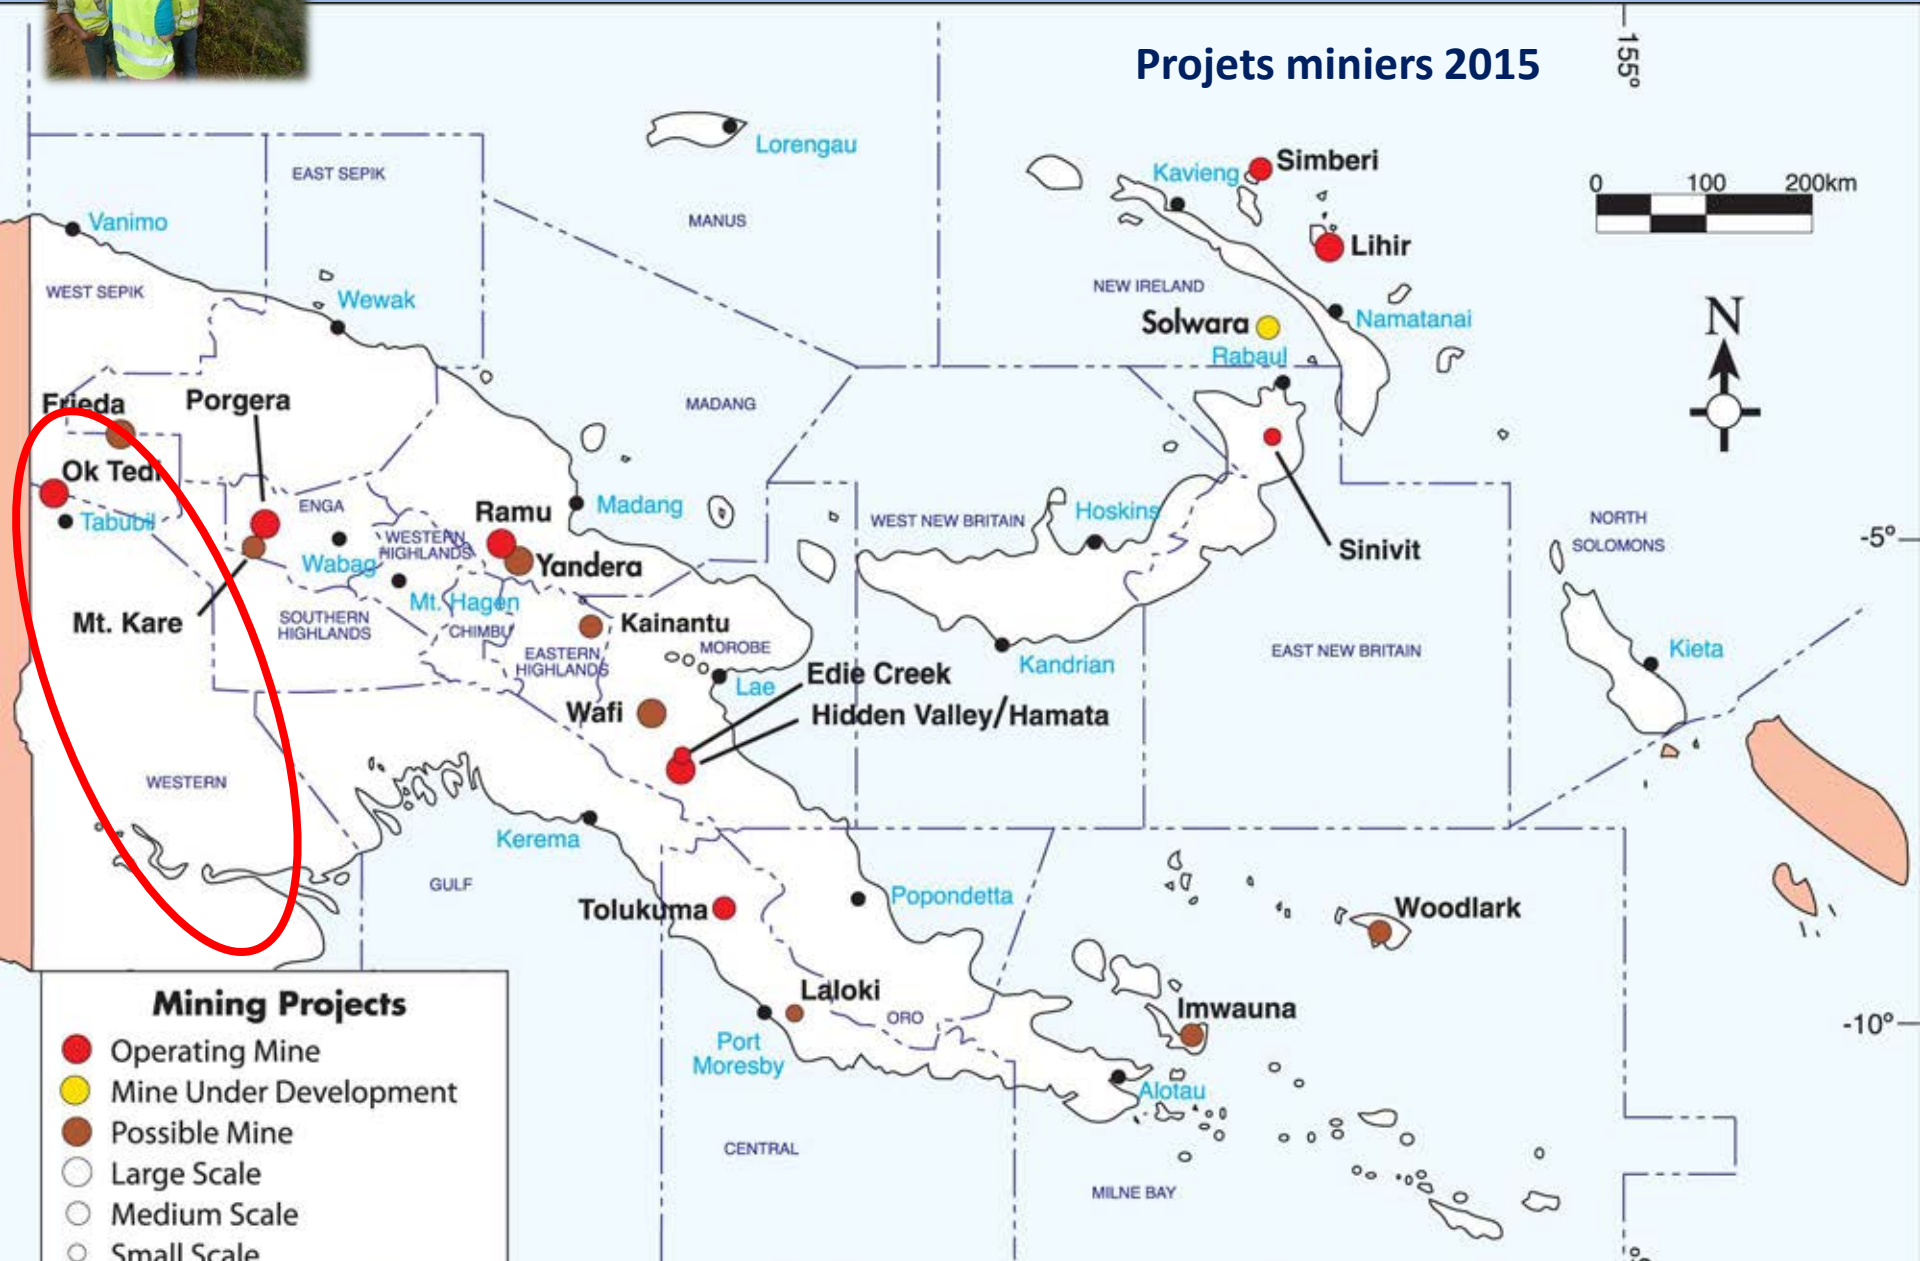 Projets miniers 2015
155º
Lorengau
Kavieng
Simberi
0 100 200km
EAST SEPIK
MANUS
Vanimo
Lihir
WEST SEPIK
Wewak
NEW IRELAND
Solwara
Namatanai
N
Rabaul
Frieda
Porgera
MADANG
Ok Tedi
Tabubil
ENGA
Ramu
Madang
WEST NEW BRITAIN
Hoskins
NORTH
SOLOMONS
-5º
WESTERN
HIGHLANDS
Wabag
Yandera
Sinivit
Mt. Hagen
Mt. Kare
SOUTHERN
HIGHLANDS
CHIMBU
Kainantu
MOROBE
EASTERN
HIGHLANDS
Kandrian
EAST NEW BRITAIN
Kieta
Edie Creek
Lae
Wafi
Hidden Valley/Hamata
WESTERN
Kerema
GULF
Tolukuma
Popondetta
Woodlark
Laloki
ORO
Imwauna
-10º
Port
Moresby
Alotau
CENTRAL
MILNE BAY
Mining Projects
Operating Mine
Mine Under Development
Possible Mine
Large Scale
Medium Scale
Small Scale